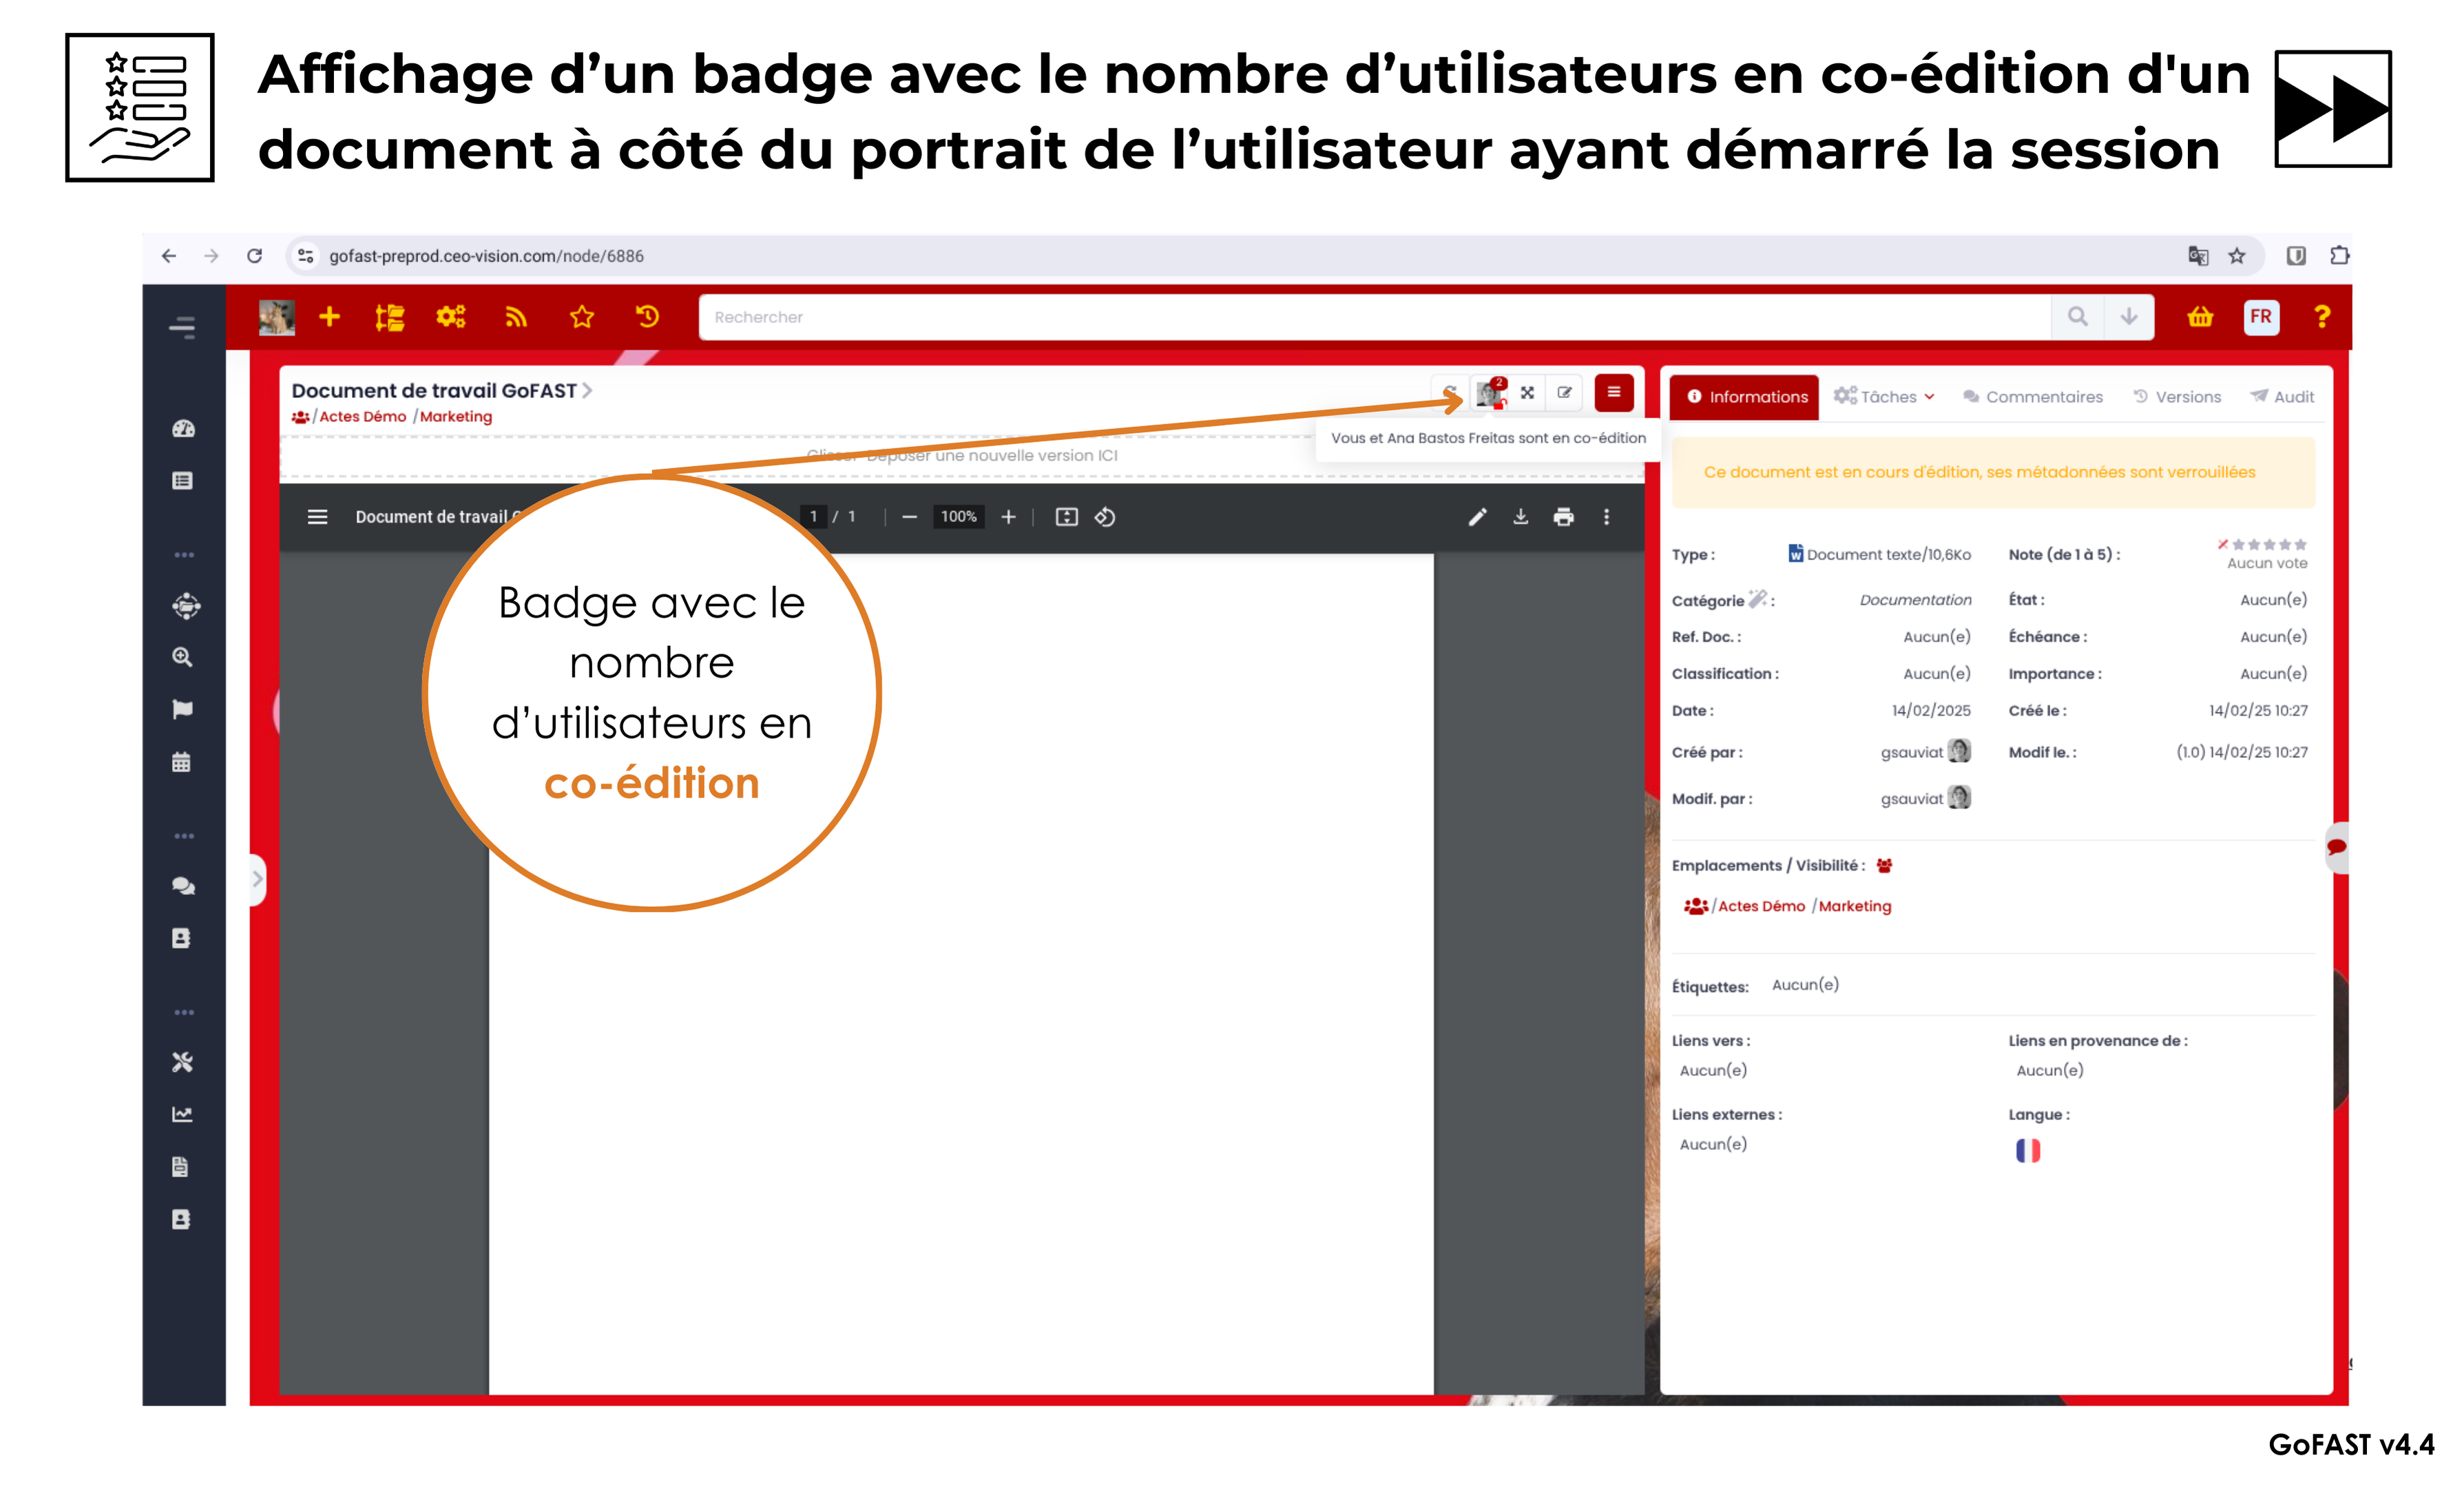 Affichage d’un badge avec le nombre d’utilisateurs en co-édition d'un
document à côté du portrait de l’utilisateur ayant démarré la session
gofast-preprod.ceo-vision.com/node/6886
Rechercher
FR
?
Document de travail GoFAST
/Actes Démo /Marketing
2
Vous et Ana Bastos Freitas sont en co-édition
Déposer une nouvelle version ICI
Document de travail
1 / 1
100%
Badge avec le
nombre
d’utilisateurs en
co-édition
Informations
Tâches
Commentaires
Versions
Audit
Ce document est en cours d'édition, ses métadonnées sont verrouillées
Type : Document texte/10,6Ko
Note (de 1 à 5) :
Aucun vote
Catégorie : Documentation
État : Aucun(e)
Ref. Doc. : Aucun(e)
Échéance : Aucun(e)
Classification : Aucun(e)
Importance : Aucun(e)
Date : 14/02/2025
Créé le : 14/02/25 10:27
Créé par : gsauviat
Modif le. : (1.0) 14/02/25 10:27
Modif. par : gsauviat
Emplacements / Visibilité :
/Actes Démo /Marketing
Étiquettes: Aucun(e)
Liens vers :
Aucun(e)
Liens en provenance de :
Aucun(e)
Liens externes :
Aucun(e)
Langue :
GoFAST v4.4